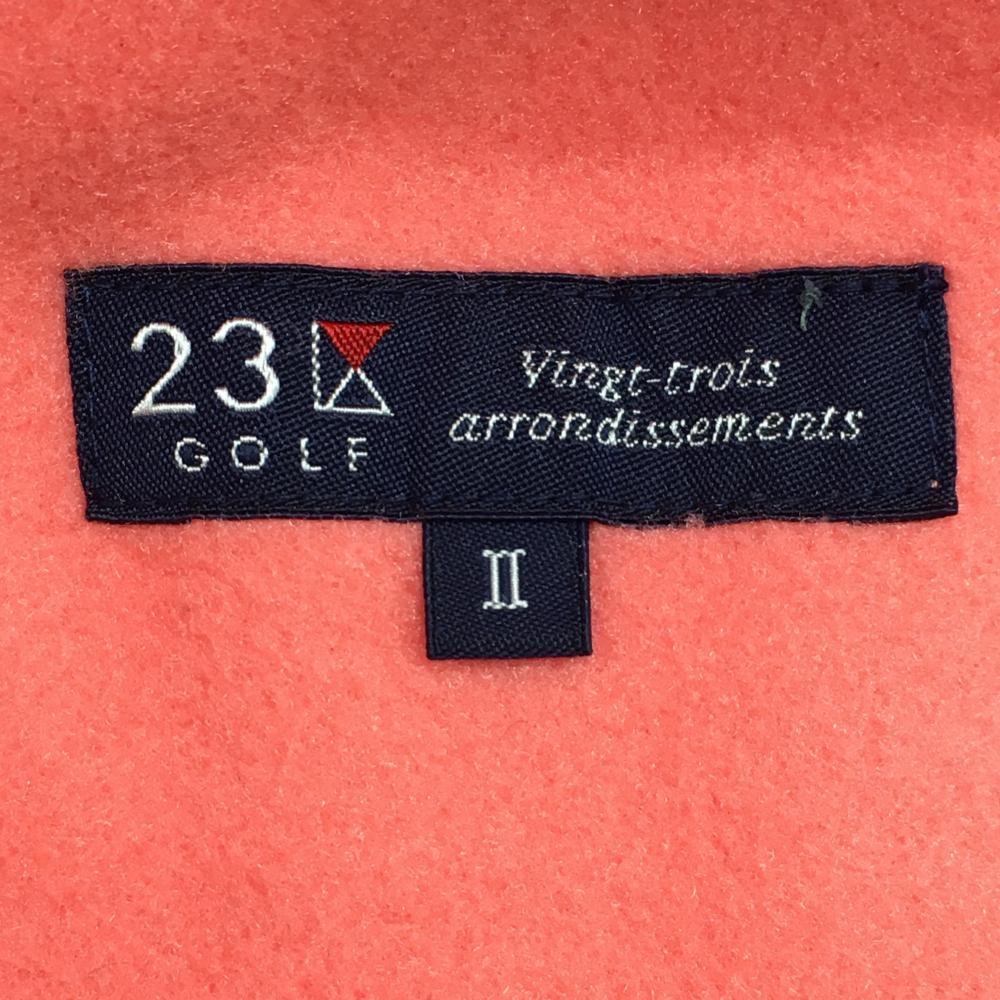 23
GOLF
Vingt-trois
arrondissements
II